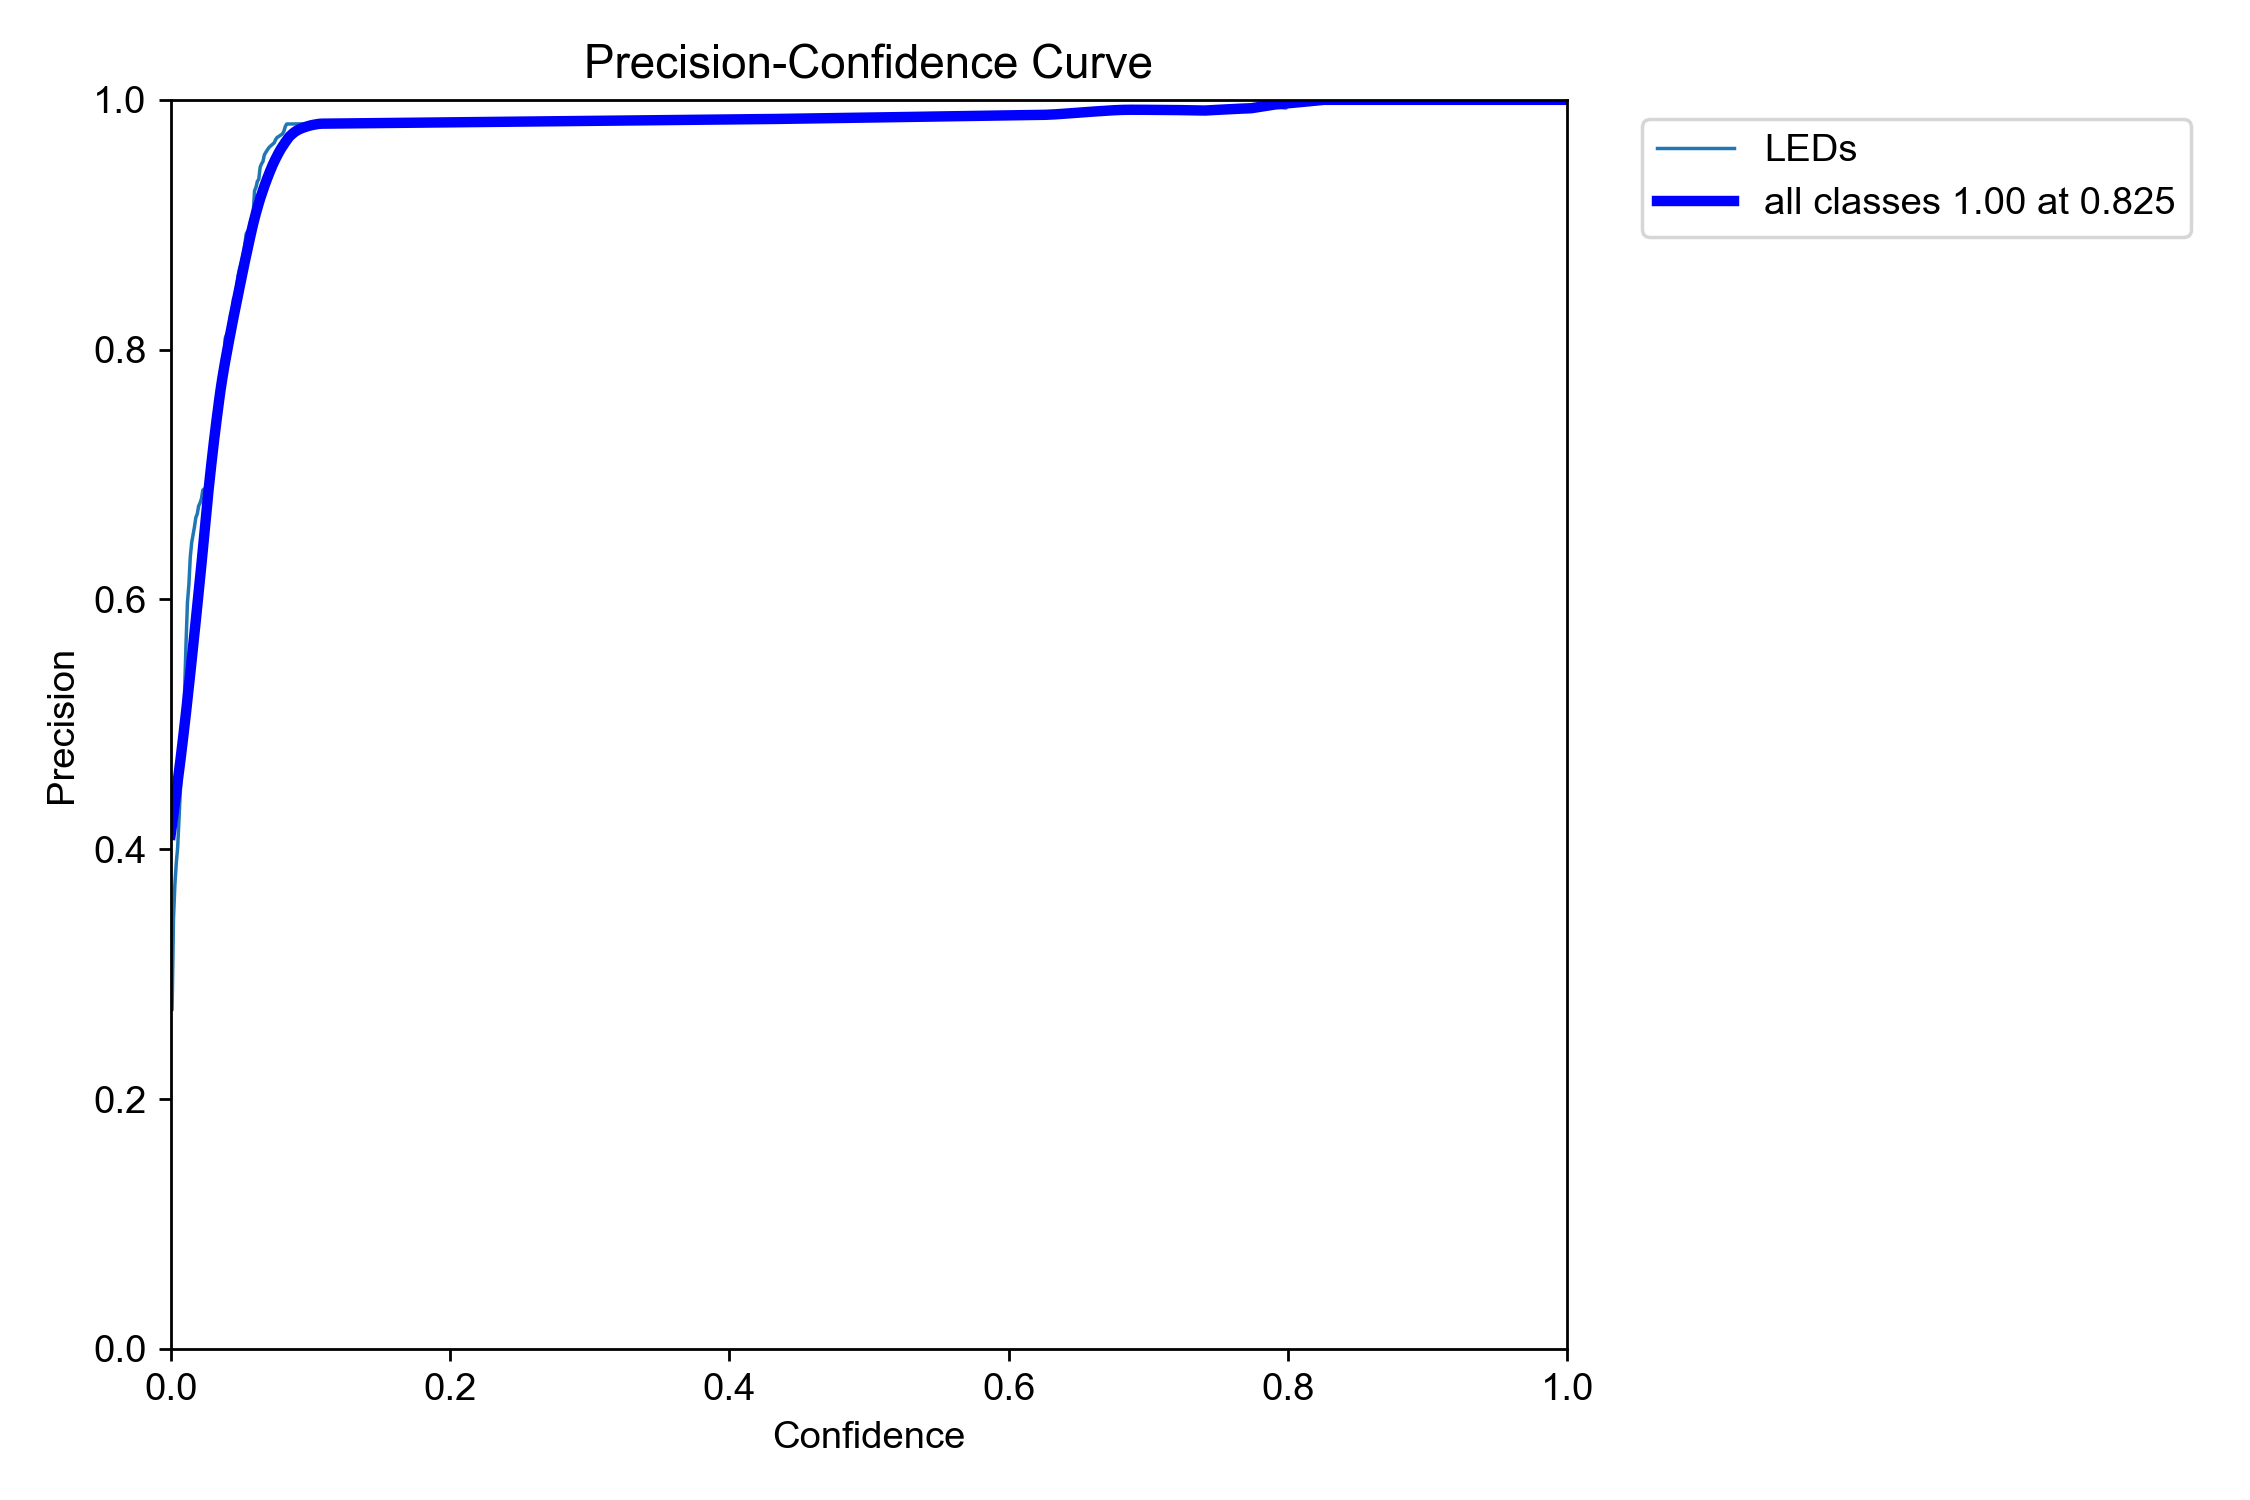 Precision-Confidence Curve
1.0
0.8
0.6
0.4
0.2
0.0
Precision
0.0 0.2 0.4 0.6 0.8 1.0
Confidence
LEDs
all classes 1.00 at 0.825